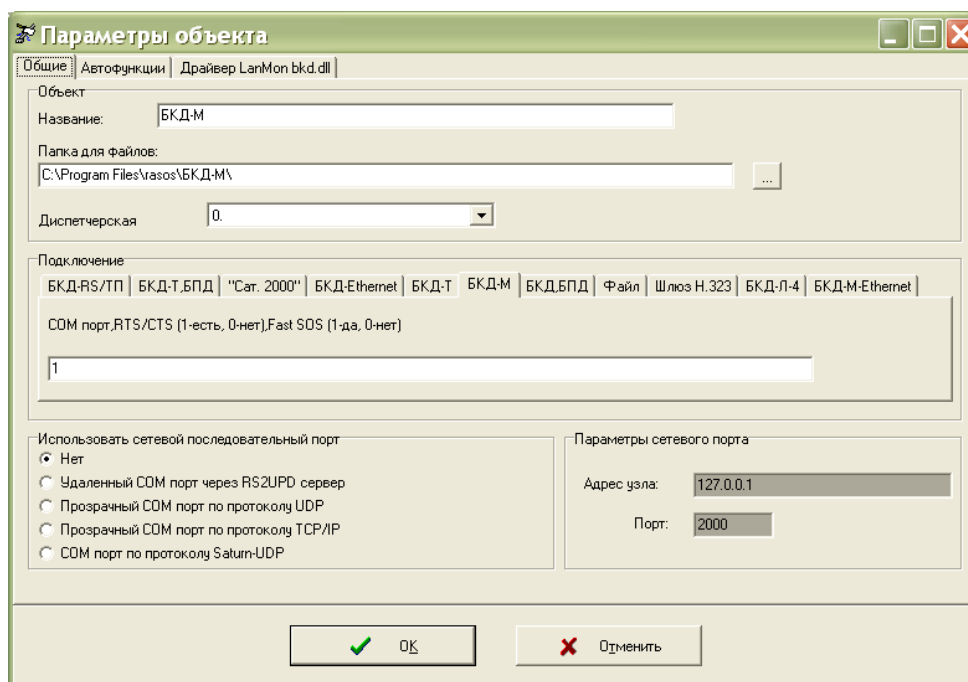 Параметры объекта
Общие Автофункции Драйвер LanMon bkd.dll
Объект
Название: БКД-М
Папка для файлов:
C:\Program Files\rasos\БКД-М\ ...
Диспетчерская 0.
Подключение
БКД-RS/ТП БКД-Т,БПД "Сат. 2000" БКД-Ethernet БКД-Т БКД-М БКД,БПД Файл Шлюз H.323 БКД-Л-4 БКД-М-Ethernet
COM порт,RTS/CTS (1-есть, 0-нет),Fast SOS (1-да, 0-нет)
1
Использовать сетевой последовательный порт Параметры сетевого порта
Нет
Удаленный COM порт через RS2UPD сервер Адрес узла: 127.0.0.1
Прозрачный COM порт по протоколу UDP
Прозрачный COM порт по протоколу TCP/IP Порт: 2000
COM порт по протоколу Saturn-UDP
OK Отменить